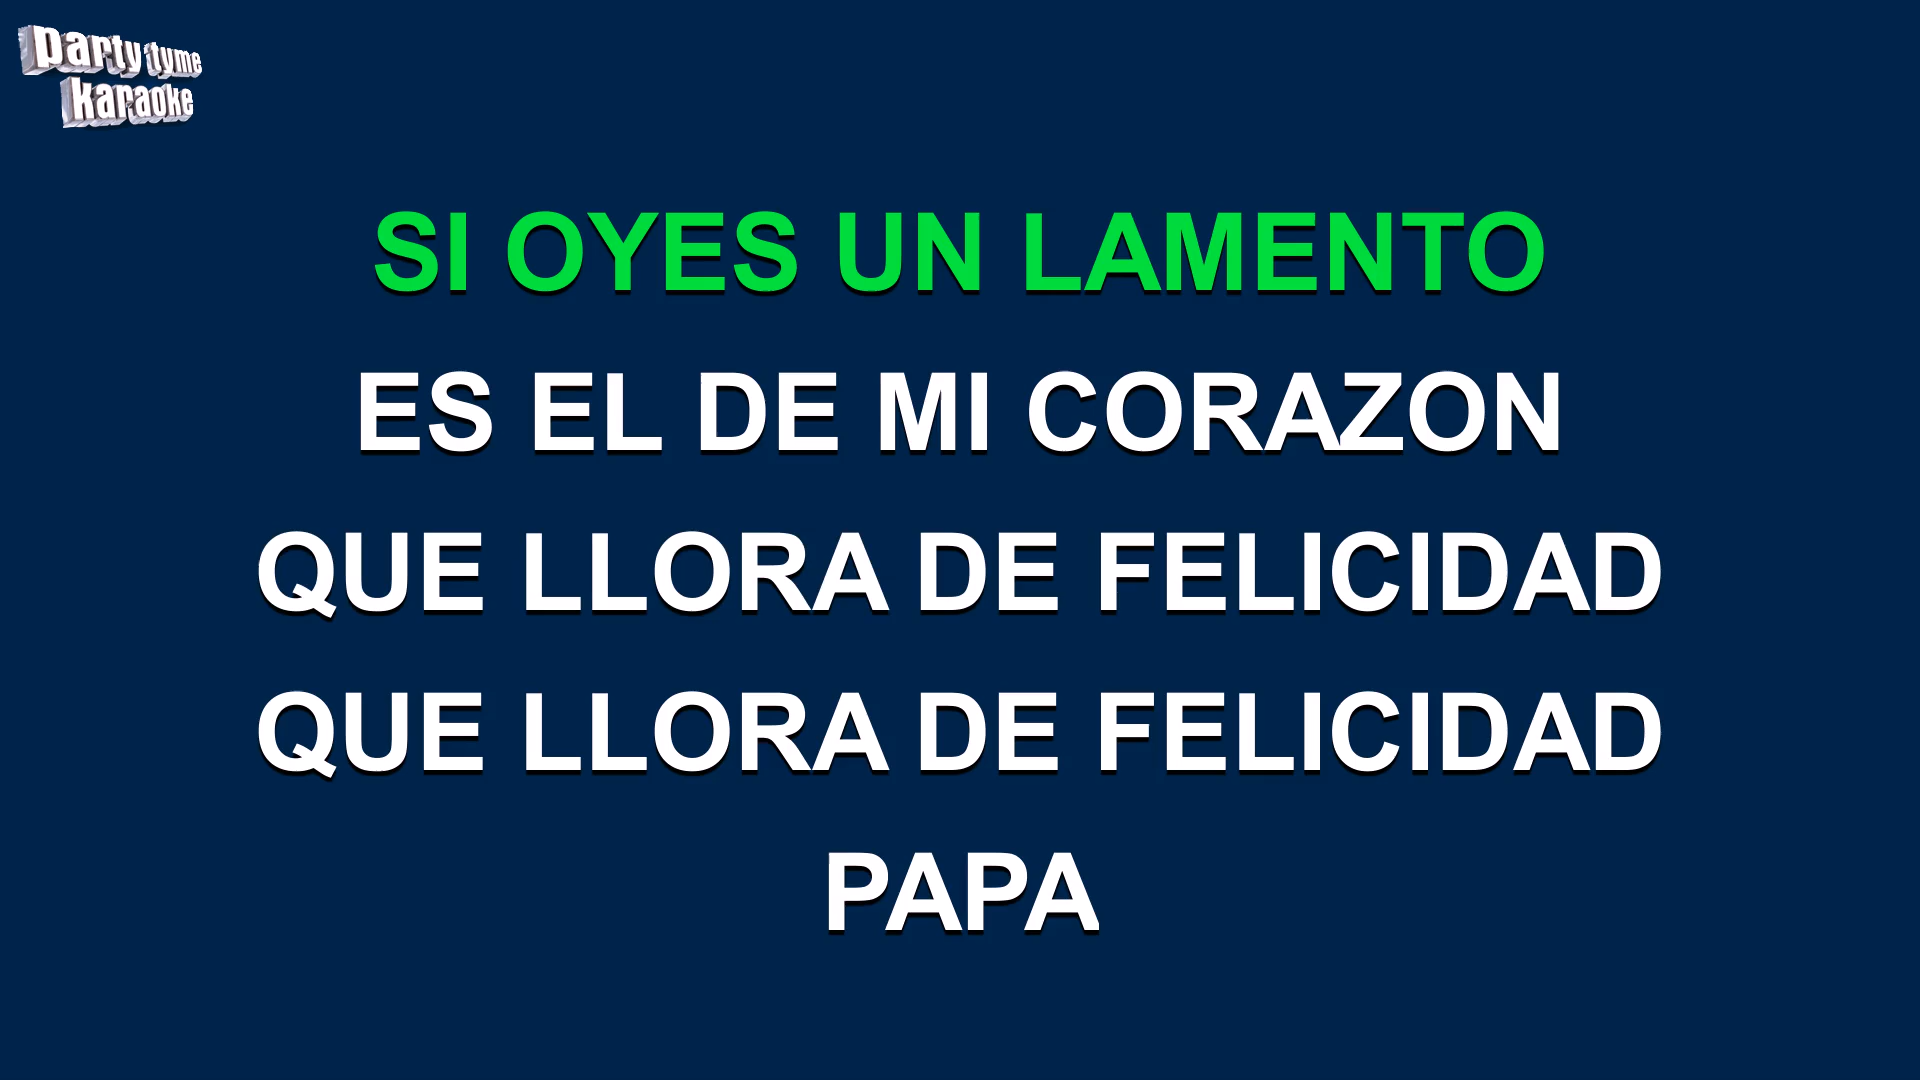 party tyme
karaoke
SI OYES UN LAMENTO
ES EL DE MI CORAZON
QUE LLORA DE FELICIDAD
QUE LLORA DE FELICIDAD
PAPA